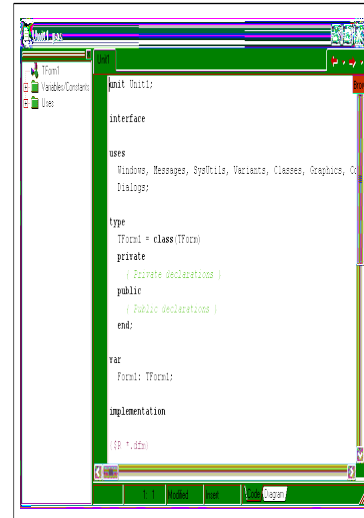 Unit1.pas
Unit1
TForm1
Variables/Constants
Uses
unit Unit1;
interface
uses
Windows, Messages, SysUtils, Variants, Classes, Graphics,
Dialogs;
type
TForm1 = class(TForm)
private
{ Private declarations }
public
{ Public declarations }
end;
var
Form1: TForm1;
implementation
{$R *.dfm}
1: 1 Modified Insert Code Diagram